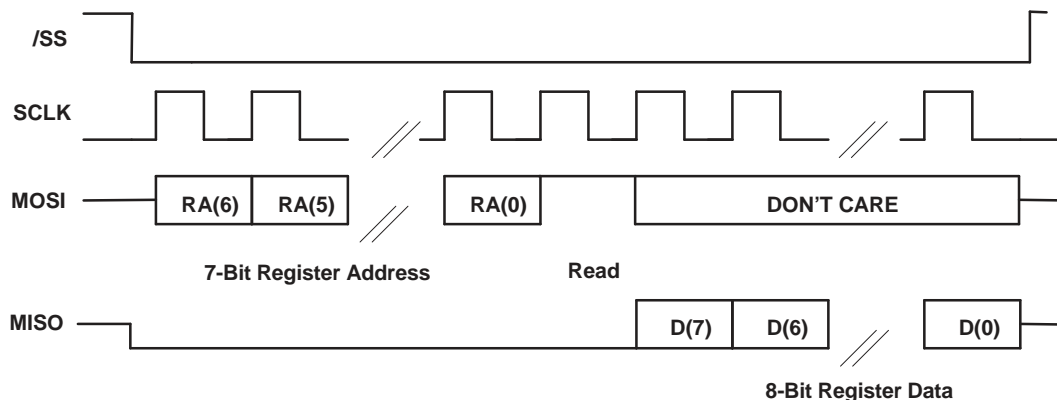 /SS
SCLK
MOSI RA(6) RA(5) RA(0) DON'T CARE
7-Bit Register Address Read
MISO D(7) D(6) D(0)
8-Bit Register Data